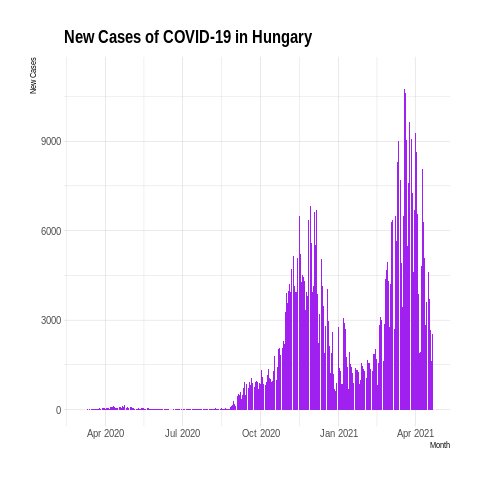 New Cases of COVID-19 in Hungary
New Cases
9000
6000
3000
0
Apr 2020 Jul 2020 Oct 2020 Jan 2021 Apr 2021
Month